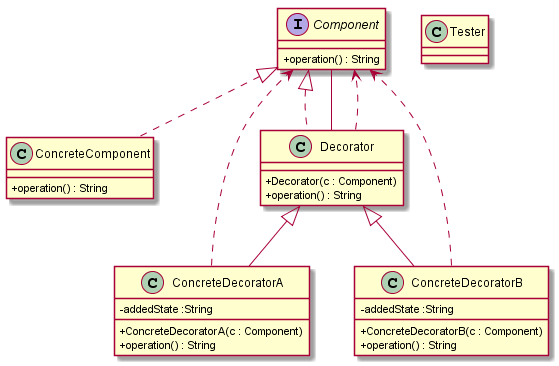 I Component
+operation() : String
C Tester
C ConcreteComponent
+operation() : String
C Decorator
+Decorator(c : Component)
+operation() : String
C ConcreteDecoratorA
-addedState :String
+ConcreteDecoratorA(c : Component)
+operation() : String
C ConcreteDecoratorB
-addedState :String
+ConcreteDecoratorB(c : Component)
+operation() : String